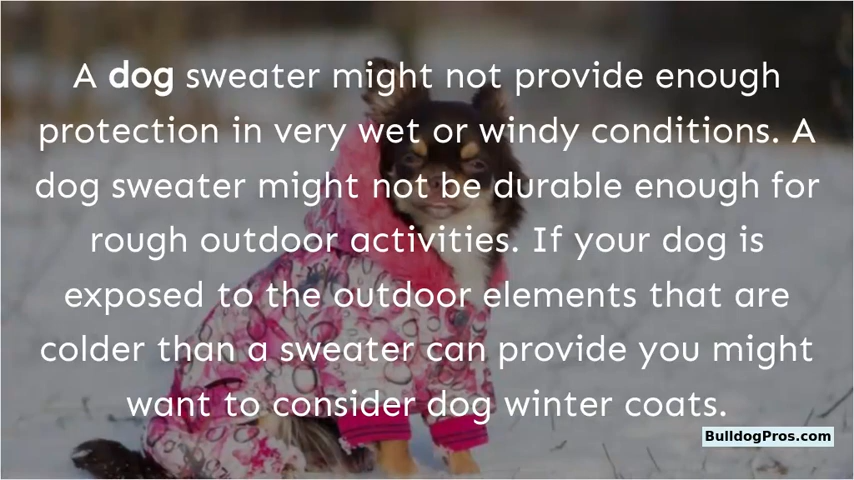 A dog sweater might not provide enough
protection in very wet or windy conditions. A
dog sweater might not be durable enough for
rough outdoor activities. If your dog is
exposed to the outdoor elements that are
colder than a sweater can provide you might
want to consider dog winter coats.
BulldogPros.com